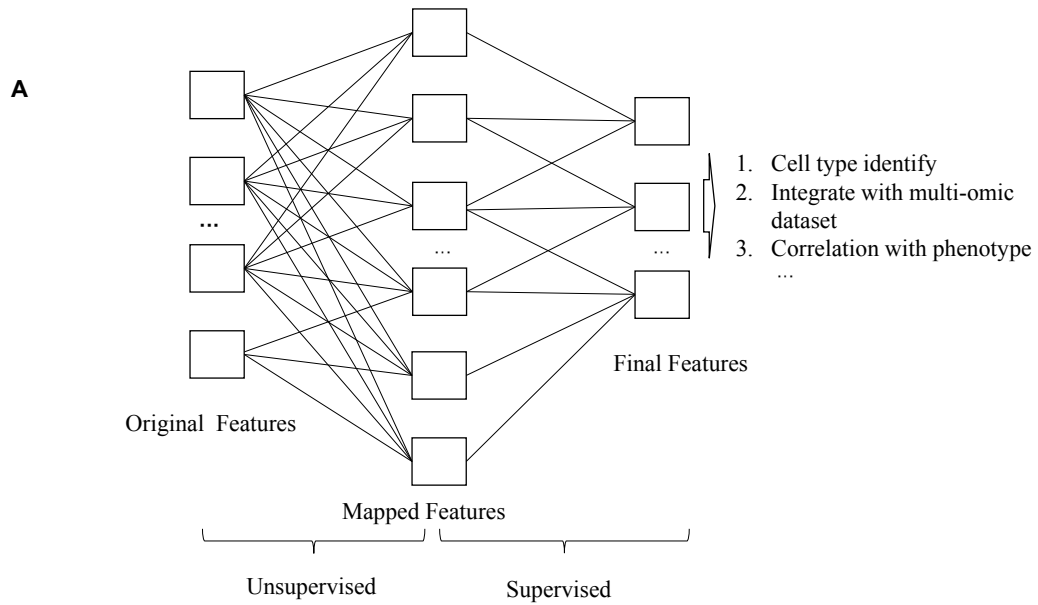 A
...
...
...
1. Cell type identify
2. Integrate with multi-omic
dataset
3. Correlation with phenotype
...
Final Features
Original Features
Mapped Features
Unsupervised
Supervised